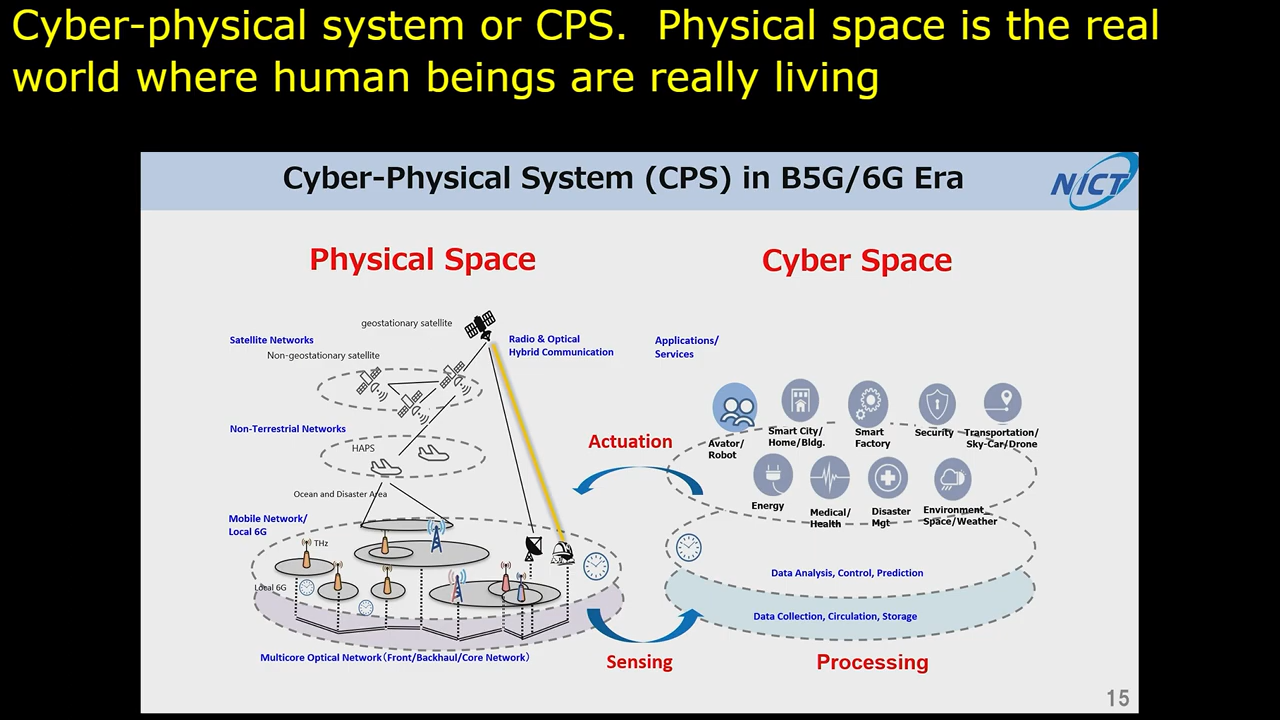 Cyber-physical system or CPS.  Physical space is the real
world where human beings are really living
Cyber-Physical System (CPS) in B5G/6G Era
NICT
Physical Space
Cyber Space
geostationary satellite
Satellite Networks
Non-geostationary satellite
Radio & Optical
Hybrid Communication
Applications/
Services
Non-Terrestrial Networks
HAPS
Ocean and Disaster Area
Mobile Network/
Local 6G
THz
Local 6G
Multicore Optical Network(Front/Backhaul/Core Network)
Actuation
Sensing
Avator/
Robot
Smart City/
Home/Bldg.
Smart
Factory
Security
Transportation/
Sky-Car/Drone
Energy
Medical/
Health
Disaster
Mgt
Environment
Space/Weather
Data Analysis, Control, Prediction
Data Collection, Circulation, Storage
Processing
15